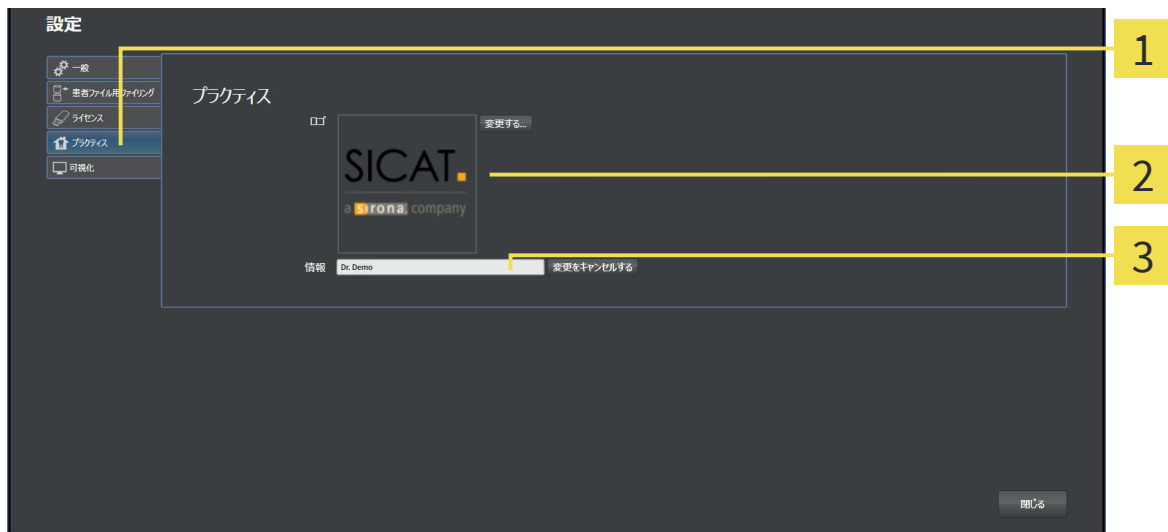 設定
1
一般
患者ファイル用ファイリング
プラクティス
ロゴ
変更する...
ライセンス
プラクティス
SICAT.
2
可視化
a sirona. company
3
情報
Dr. Demo
変更をキャンセルする
閉じる